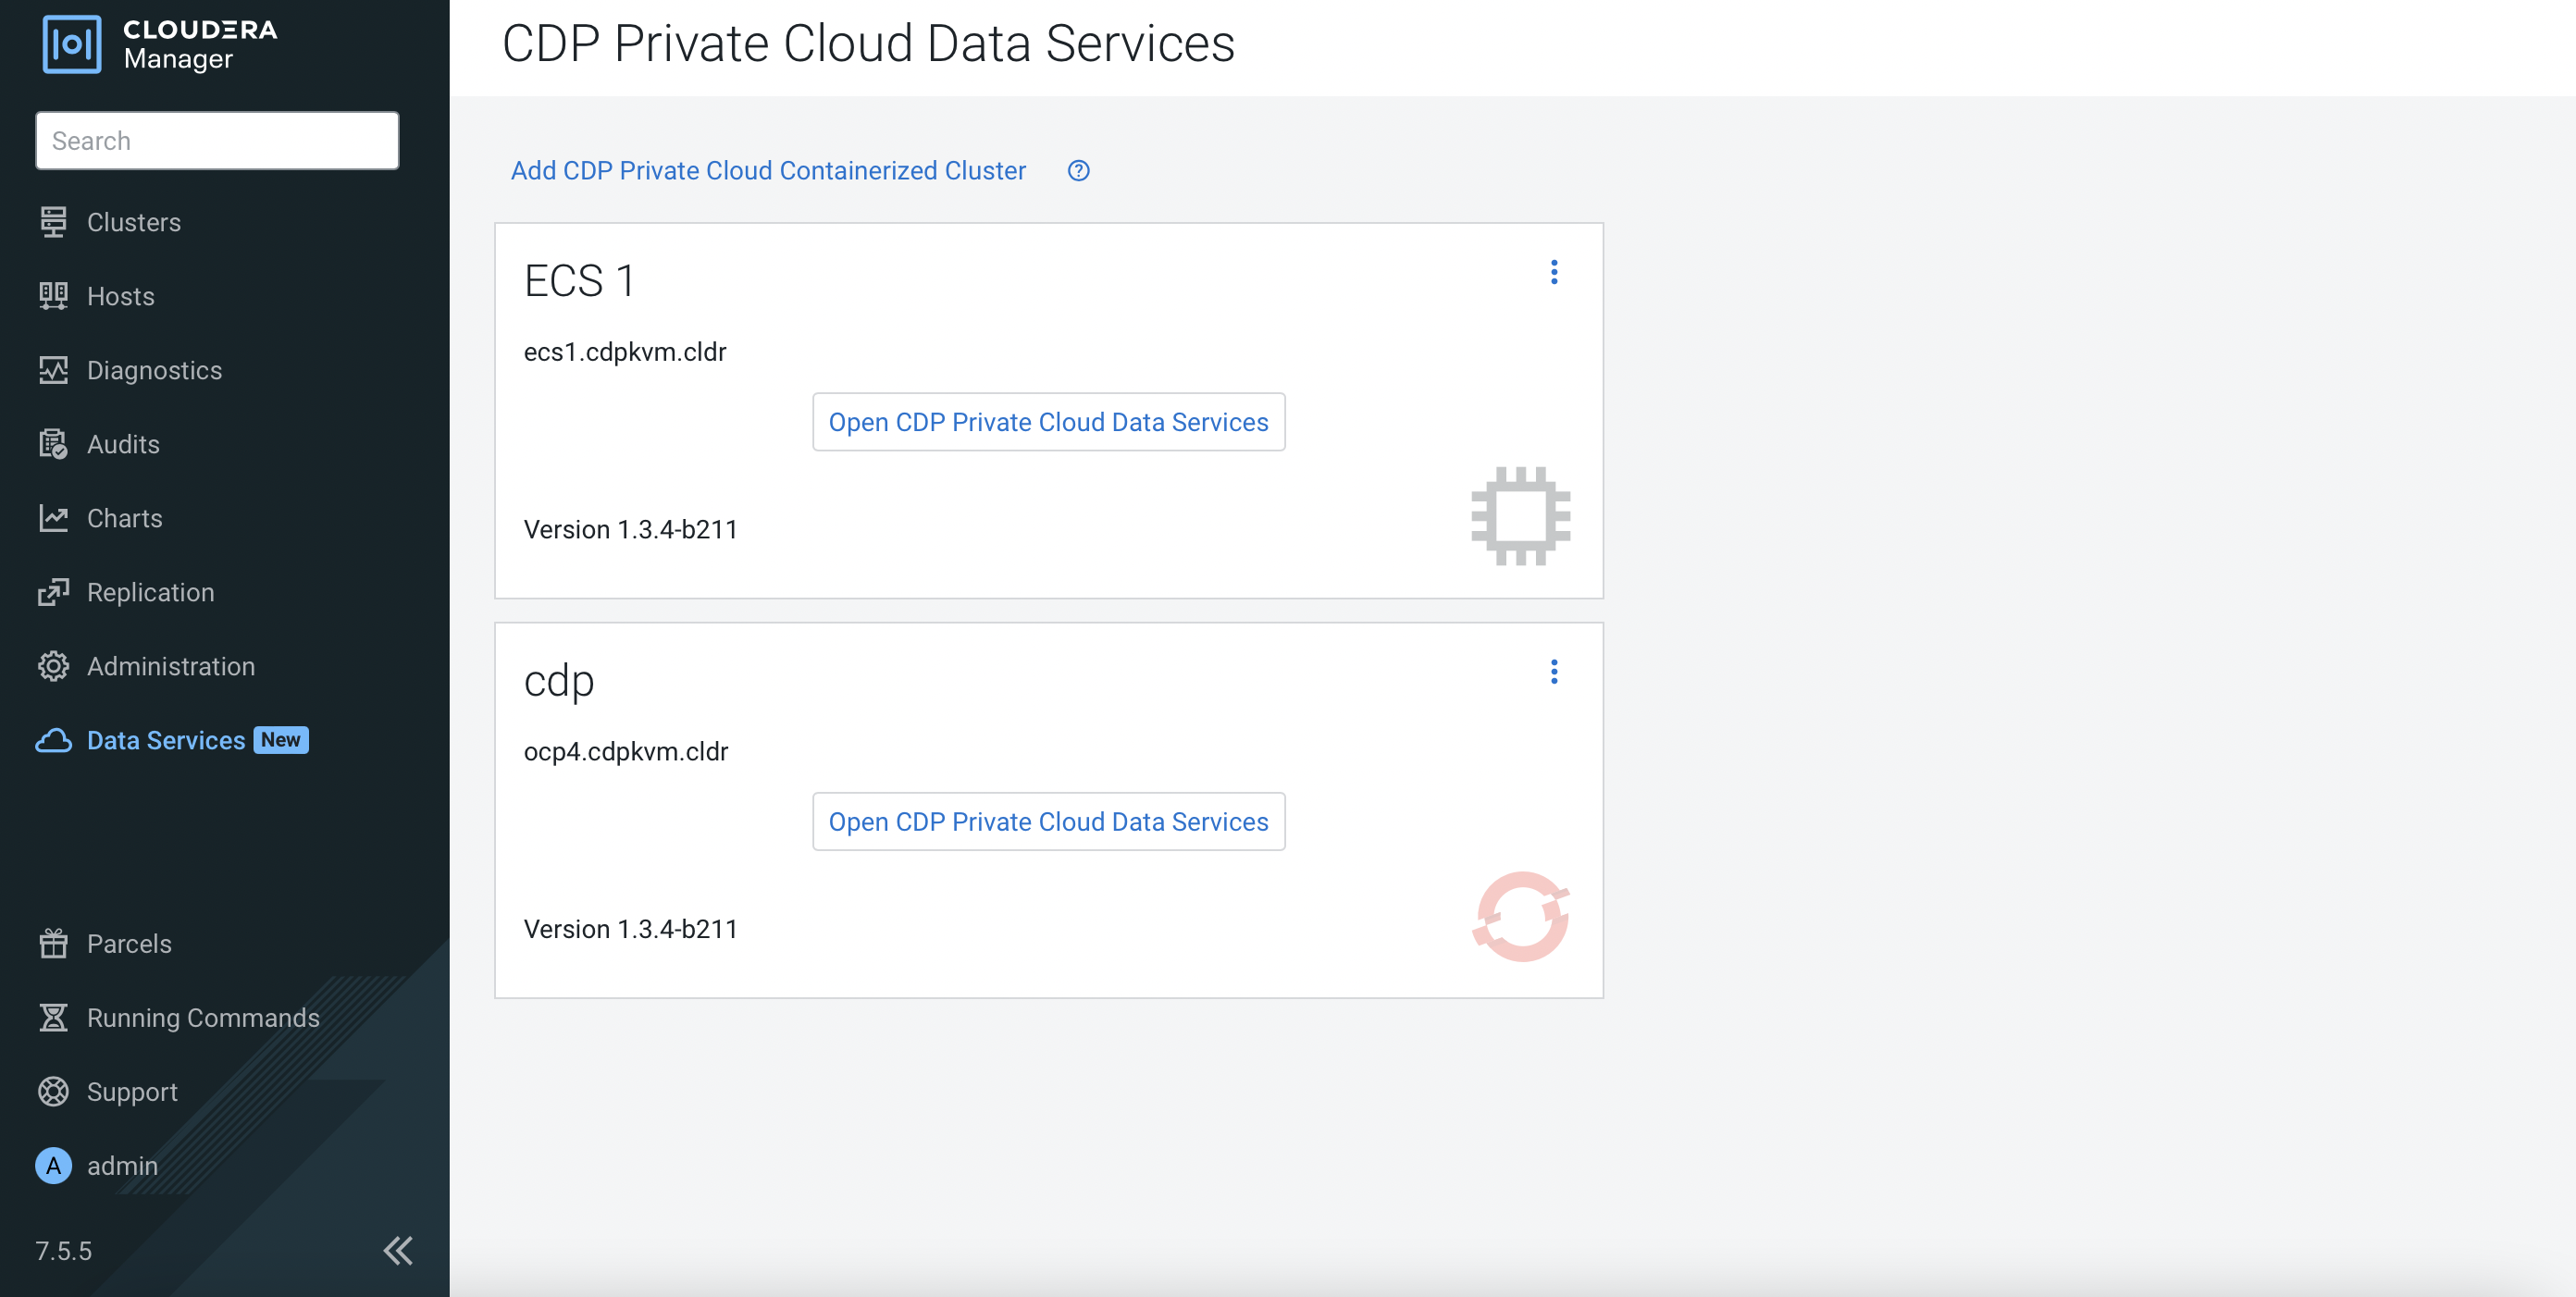 CLOUDERA
Manager
Search
Clusters
Hosts
Diagnostics
Audits
Charts
Replication
Administration
Data Services New
Parcels
Running Commands
Support
A admin
7.5.5
CDP Private Cloud Data Services
Add CDP Private Cloud Containerized Cluster ?
ECS 1
ecs1.cdpkvm.cldr
Open CDP Private Cloud Data Services
Version 1.3.4-b211
cdp
ocp4.cdpkvm.cldr
Open CDP Private Cloud Data Services
Version 1.3.4-b211